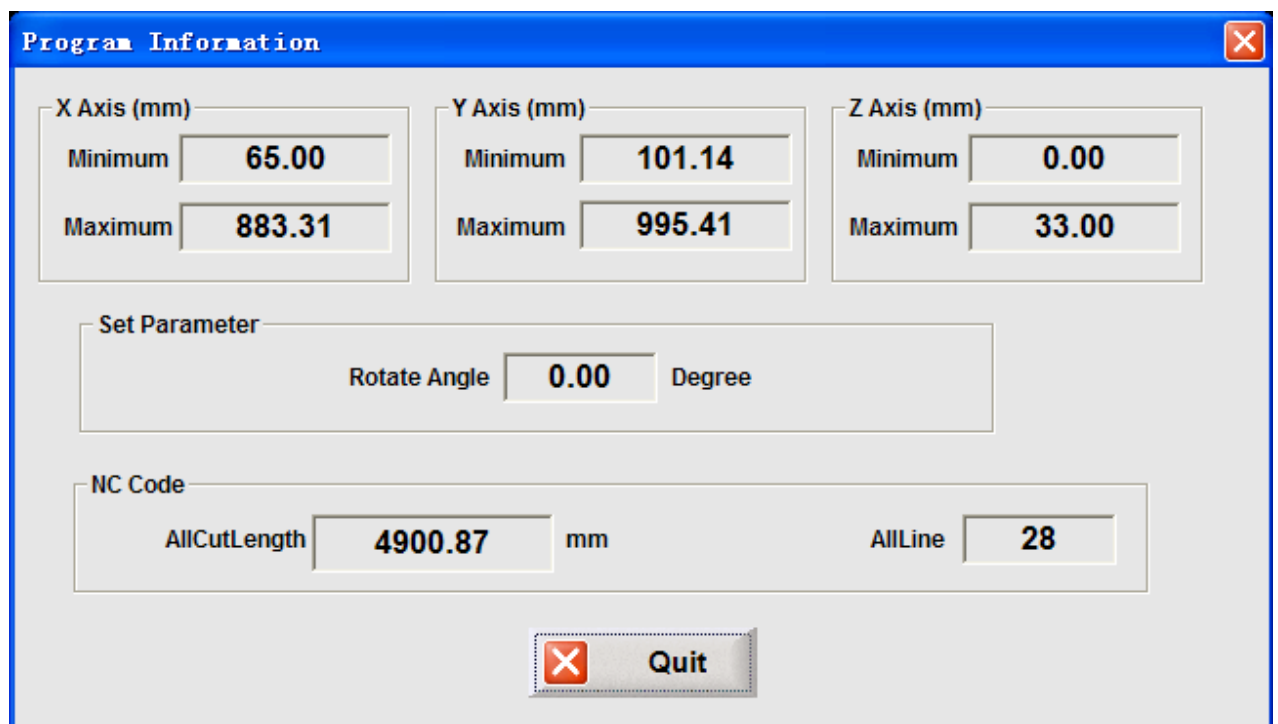 Program Information
X Axis (mm)
Minimum 65.00
Maximum 883.31
Y Axis (mm)
Minimum 101.14
Maximum 995.41
Z Axis (mm)
Minimum 0.00
Maximum 33.00
Set Parameter
Rotate Angle 0.00 Degree
NC Code
AllCutLength 4900.87 mm AllLine 28
Quit